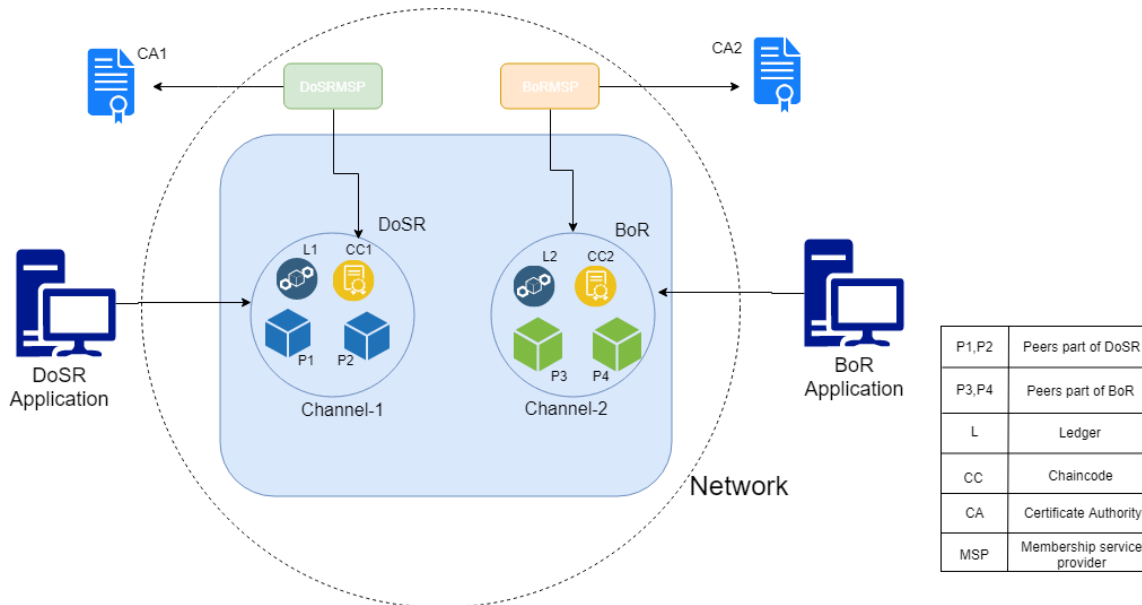 CA1
CA2
DoSRMSP
BoRMSP
DoSR
BoR
L1
CC1
L2
CC2
P1
P2
P3
P4
Channel-1
Channel-2
DoSR
Application
BoR
Application
Network
P1,P2 Peers part of DoSR
P3,P4 Peers part of BoR
L Ledger
CC Chaincode
CA Certificate Authority
MSP Membership service
provider